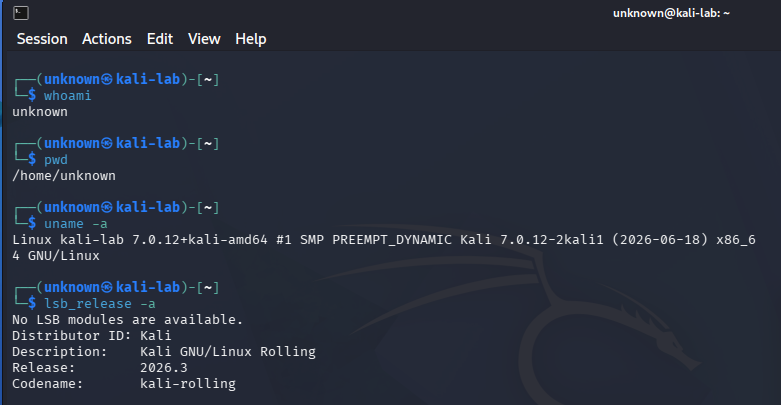 unknown@kali-lab: ~
Session Actions Edit View Help
┌──(unknown㉿kali-lab)-[~]
└─$ whoami
unknown
┌──(unknown㉿kali-lab)-[~]
└─$ pwd
/home/unknown
┌──(unknown㉿kali-lab)-[~]
└─$ uname -a
Linux kali-lab 7.0.12+kali-amd64 #1 SMP PREEMPT_DYNAMIC Kali 7.0.12-2kali1 (2026-06-18) x86_6
4 GNU/Linux
┌──(unknown㉿kali-lab)-[~]
└─$ lsb_release -a
No LSB modules are available.
Distributor ID: Kali
Description:    Kali GNU/Linux Rolling
Release:        2026.3
Codename:       kali-rolling